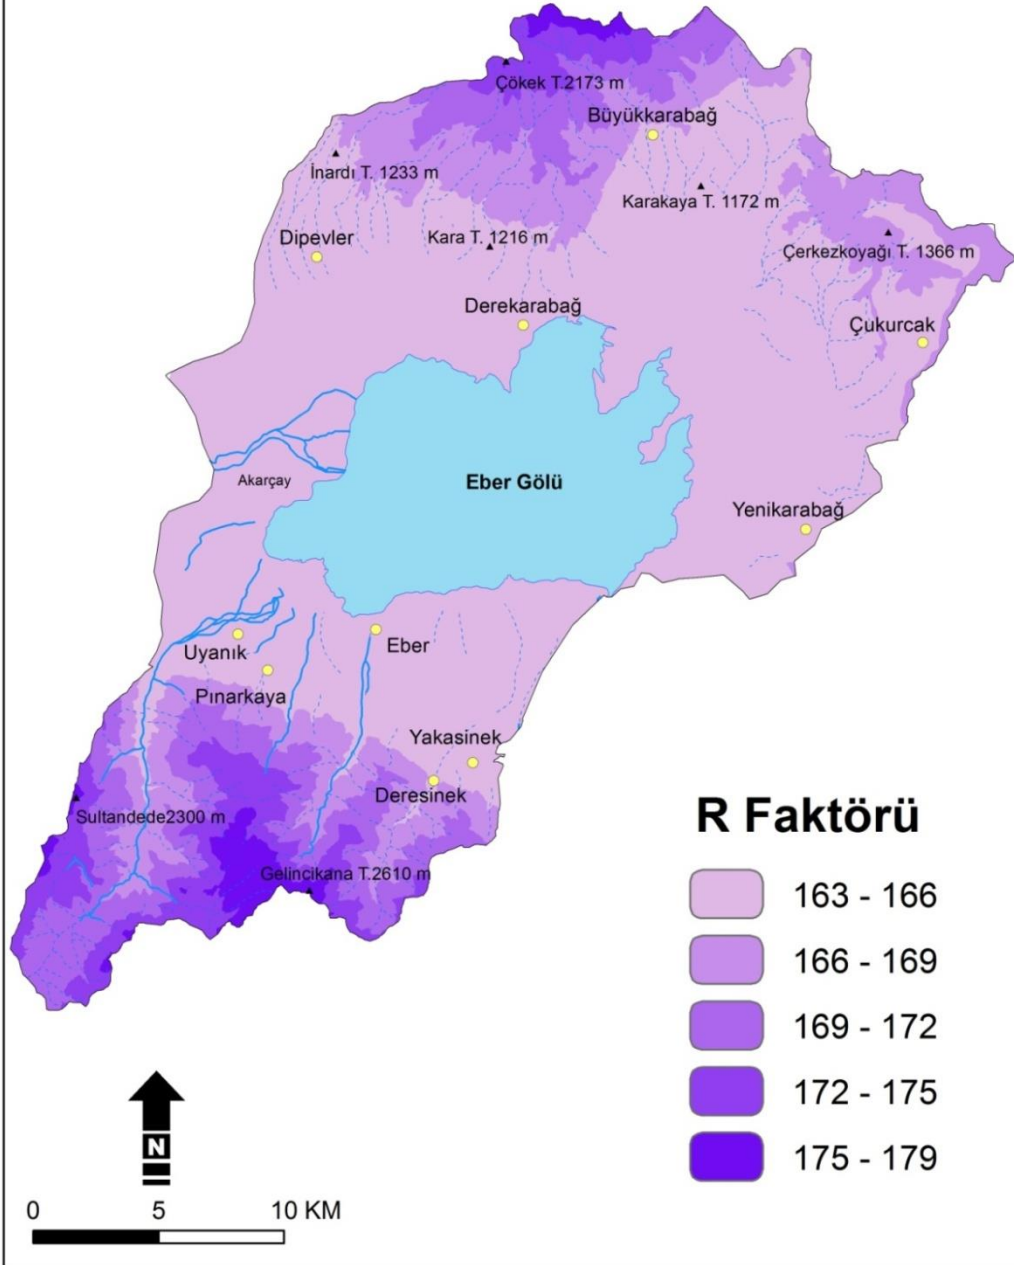 Çökek T.2173 m
Büyükkarabağ
İnardı T. 1233 m
Karakaya T. 1172 m
Dipevler
Kara T. 1216 m
Çerkezkoyağı T. 1366 m
Derekarabağ
Çukurcak
Akarçay
Eber Gölü
Yenikarabağ
Uyanık
Eber
Pınarkaya
Yakasinek
Deresinek
Sultandede2300 m
Gelincikana T.2610 m
R Faktörü
163 - 166
166 - 169
169 - 172
172 - 175
175 - 179
N
0 5 10 KM